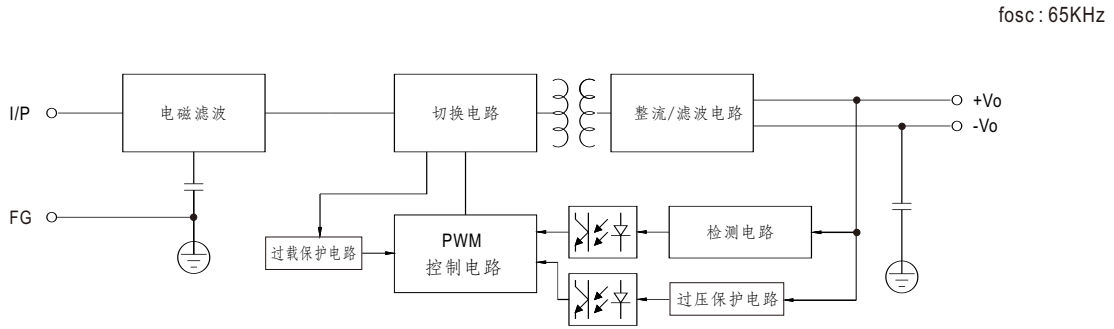 fosc : 65KHz
I/P
电磁滤波
切换电路
整流/滤波电路
+Vo
-Vo
FG
过载保护电路
PWM
控制电路
检测电路
过压保护电路